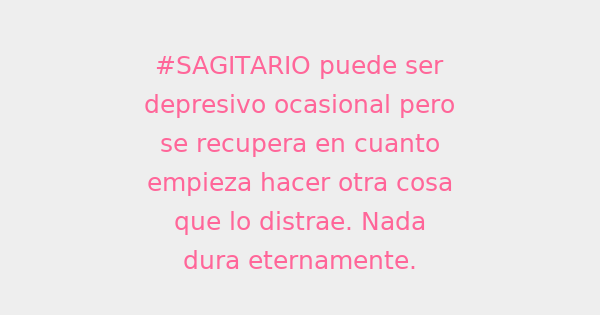 #SAGITARIO puede ser
depresivo ocasional pero
se recupera en cuanto
empieza hacer otra cosa
que lo distrae. Nada
dura eternamente.